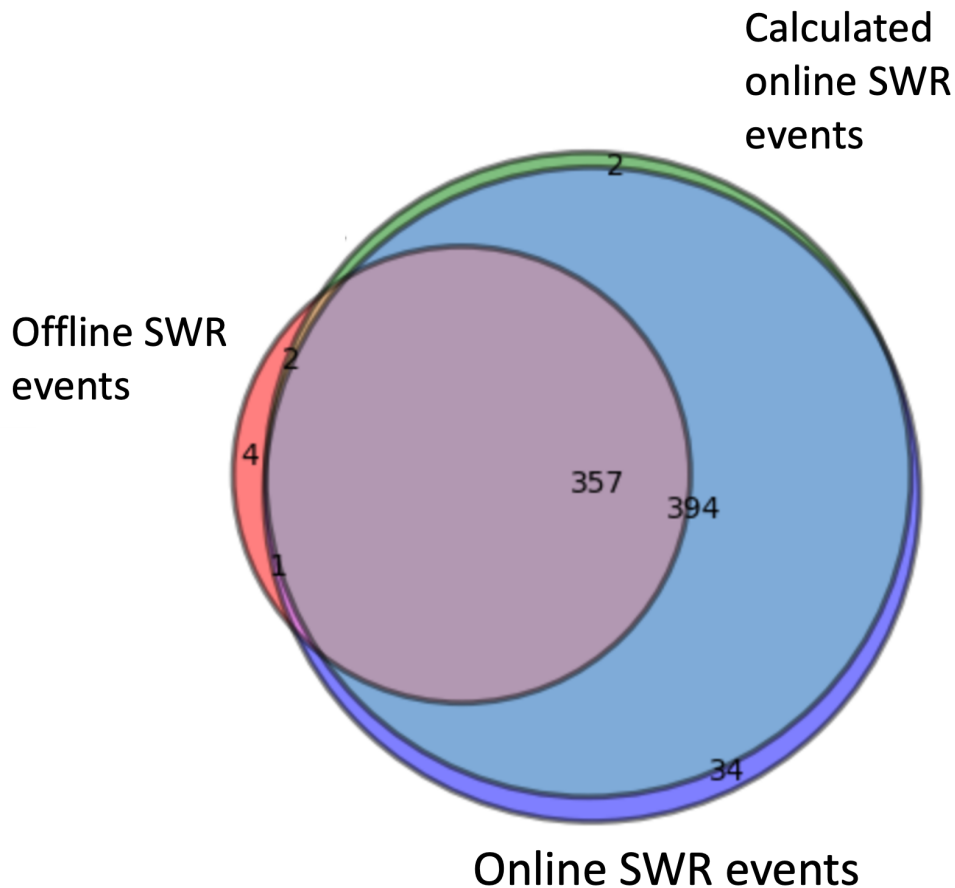 Calculated
online SWR
events
2
Offline SWR
events
2
4
357
394
1
34
Online SWR events